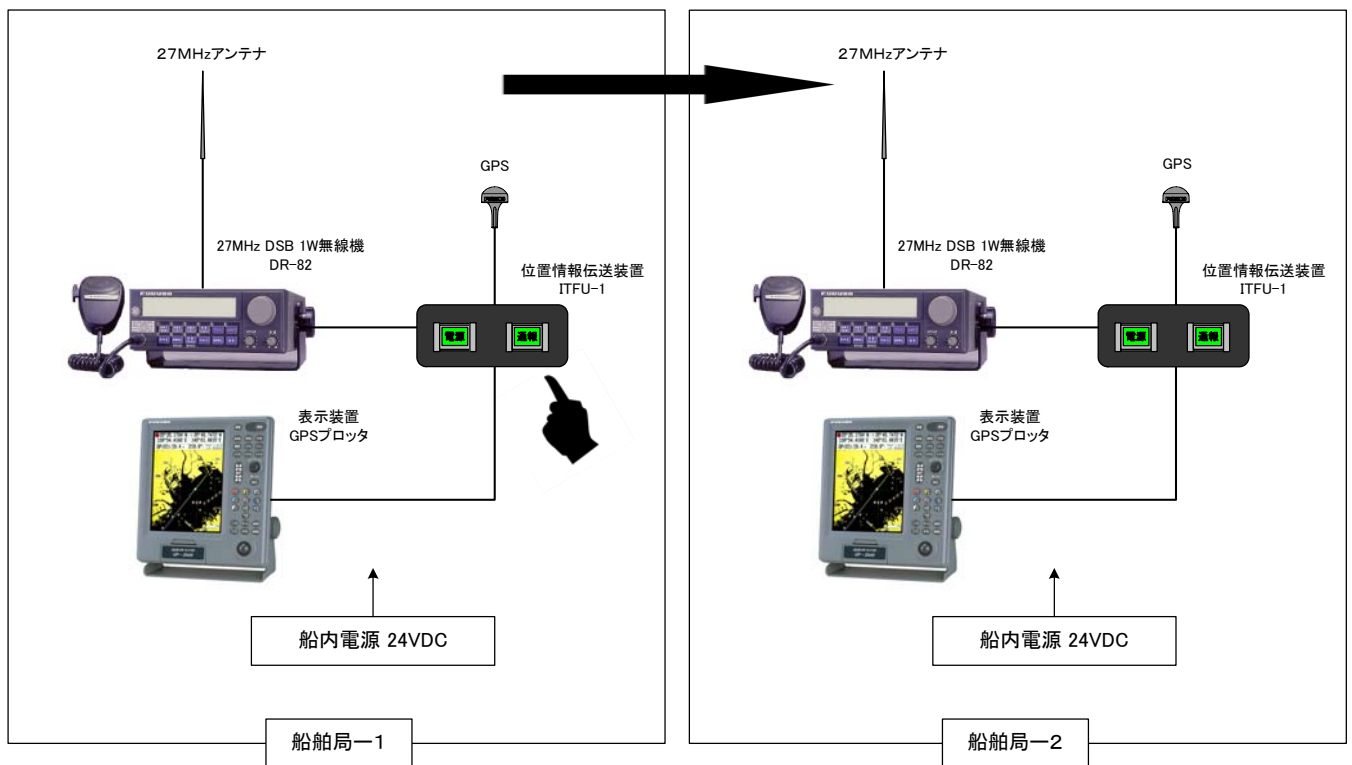 27MHzアンテナ
GPS
27MHz DSB 1W無線機
DR-82
位置情報伝送装置
ITFU-1
電源
通報
表示装置
GPSプロッタ
船内電源 24VDC
船舶局ー1
27MHzアンテナ
GPS
27MHz DSB 1W無線機
DR-82
位置情報伝送装置
ITFU-1
電源
通報
表示装置
GPSプロッタ
船内電源 24VDC
船舶局ー2